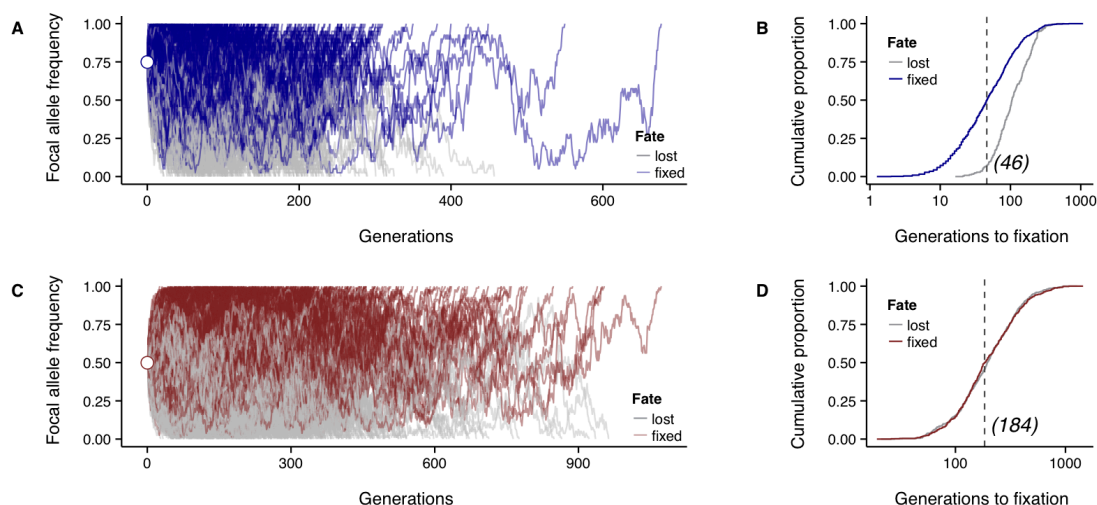 A
Focal allele frequency
1.00
0.75
0.50
0.25
0.00
0
200
400
600
Generations
Fate
lost
fixed
B
Cumulative proportion
1.00
0.75
0.50
0.25
0.00
1
10
100
1000
Generations to fixation
Fate
lost
fixed
(46)
C
Focal allele frequency
1.00
0.75
0.50
0.25
0.00
0
300
600
900
Generations
Fate
lost
fixed
D
Cumulative proportion
1.00
0.75
0.50
0.25
0.00
100
1000
Generations to fixation
Fate
lost
fixed
(184)